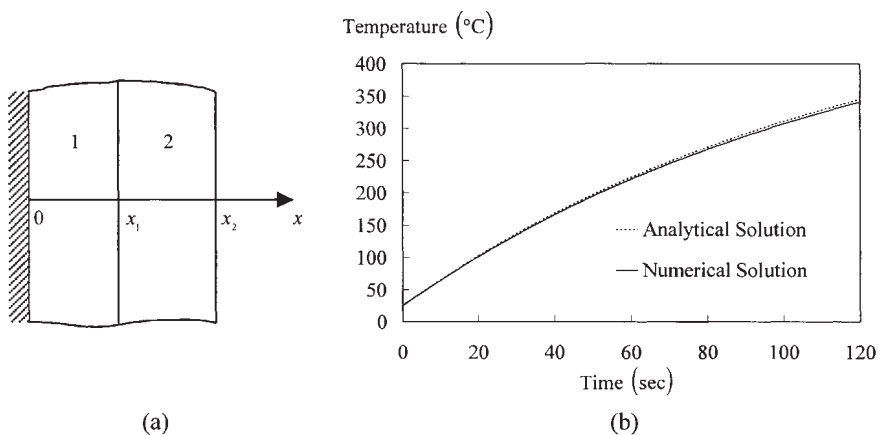 Temperature (°C)
1
2
0
x₁
x₂
x
400
350
300
250
200
150
100
50
0
Analytical Solution
Numerical Solution
0 20 40 60 80 100 120
Time (sec)
(a)
(b)